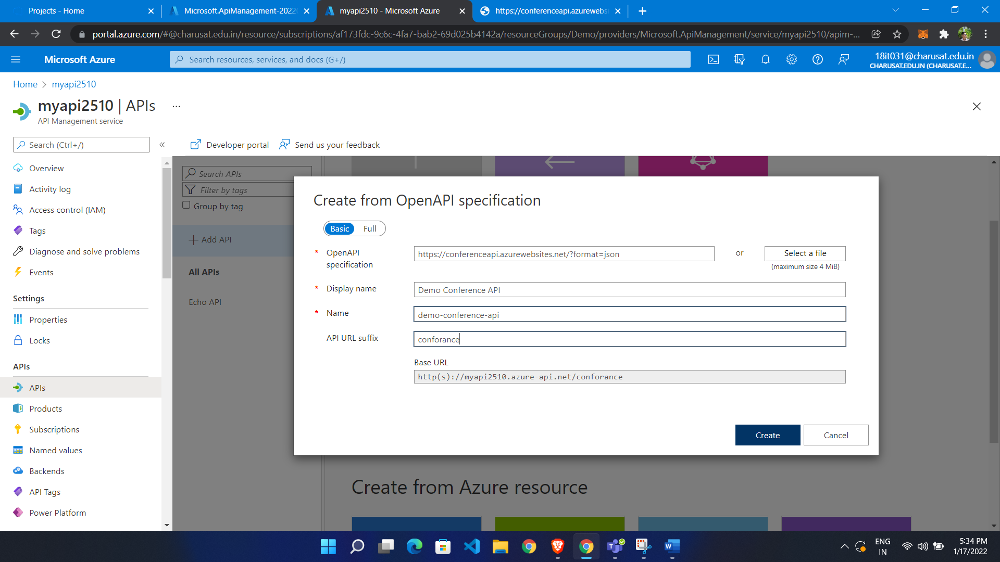 Projects - Home
Microsoft.ApiManagement-2022
myapi2510 - Microsoft Azure
https://conferenceapi.azurewebsi
portal.azure.com/#@charusat.edu.in/resource/subscriptions/af173fdc-9c6c-4fa7-bab2-69d025b4142a/resourceGroups/Demo/providers/Microsoft.ApiManagement/service/myapi2510/apim-...
Microsoft Azure
Search resources, services, and docs (G+/)
18it031@charusat.edu.in
CHARUSAT.EDU.IN (CHARUSAT.E...
Home > myapi2510
myapi2510 | APIs ...
API Management service
Search (Ctrl+/)
«
Developer portal
Send us your feedback
Overview
Activity log
Access control (IAM)
Tags
Diagnose and solve problems
Events
Settings
Properties
Locks
APIs
APIs
Products
Subscriptions
Named values
Backends
API Tags
Power Platform
Search APIs
Filter by tags
Group by tag
+ Add API
All APIs
Echo API
Create from OpenAPI specification
Basic Full
* OpenAPI specification
https://conferenceapi.azurewebsites.net/?format=json
or
Select a file
(maximum size 4 MiB)
* Display name
Demo Conference API
* Name
demo-conference-api
API URL suffix
conforance
Base URL
http(s)://myapi2510.azure-api.net/conforance
Create
Cancel
Create from Azure resource
ENG
IN
5:34 PM
1/17/2022